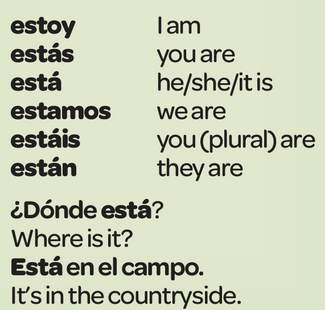 estoy I am
estás you are
está he/she/it is
estamos we are
estáis you (plural) are
están they are
¿Dónde está?
Where is it?
Está en el campo.
It's in the countryside.